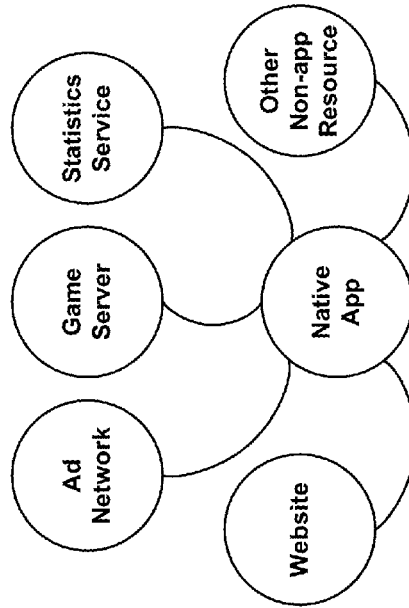 Ad
Network
Game
Server
Statistics
Service
Website
Native
App
Other
Non-app
Resource